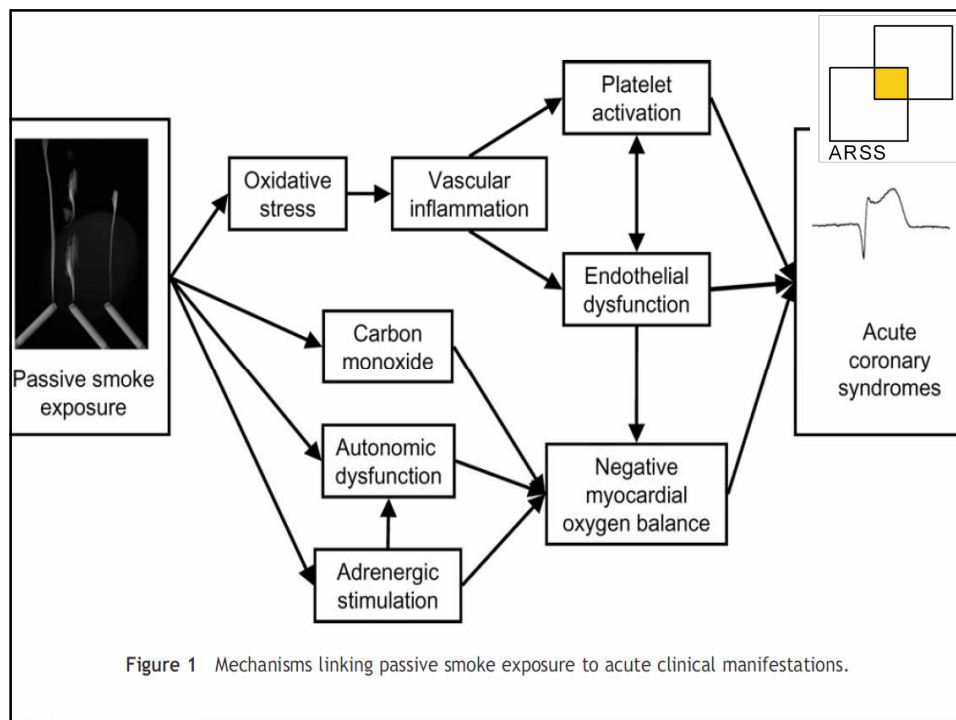 Platelet
activation
ARSS
Oxidative
stress
Vascular
inflammation
Endothelial
dysfunction
Carbon
monoxide
Passive smoke
exposure
Acute
coronary
syndromes
Autonomic
dysfunction
Negative
myocardial
oxygen balance
Adrenergic
stimulation
Figure 1 Mechanisms linking passive smoke exposure to acute clinical manifestations.